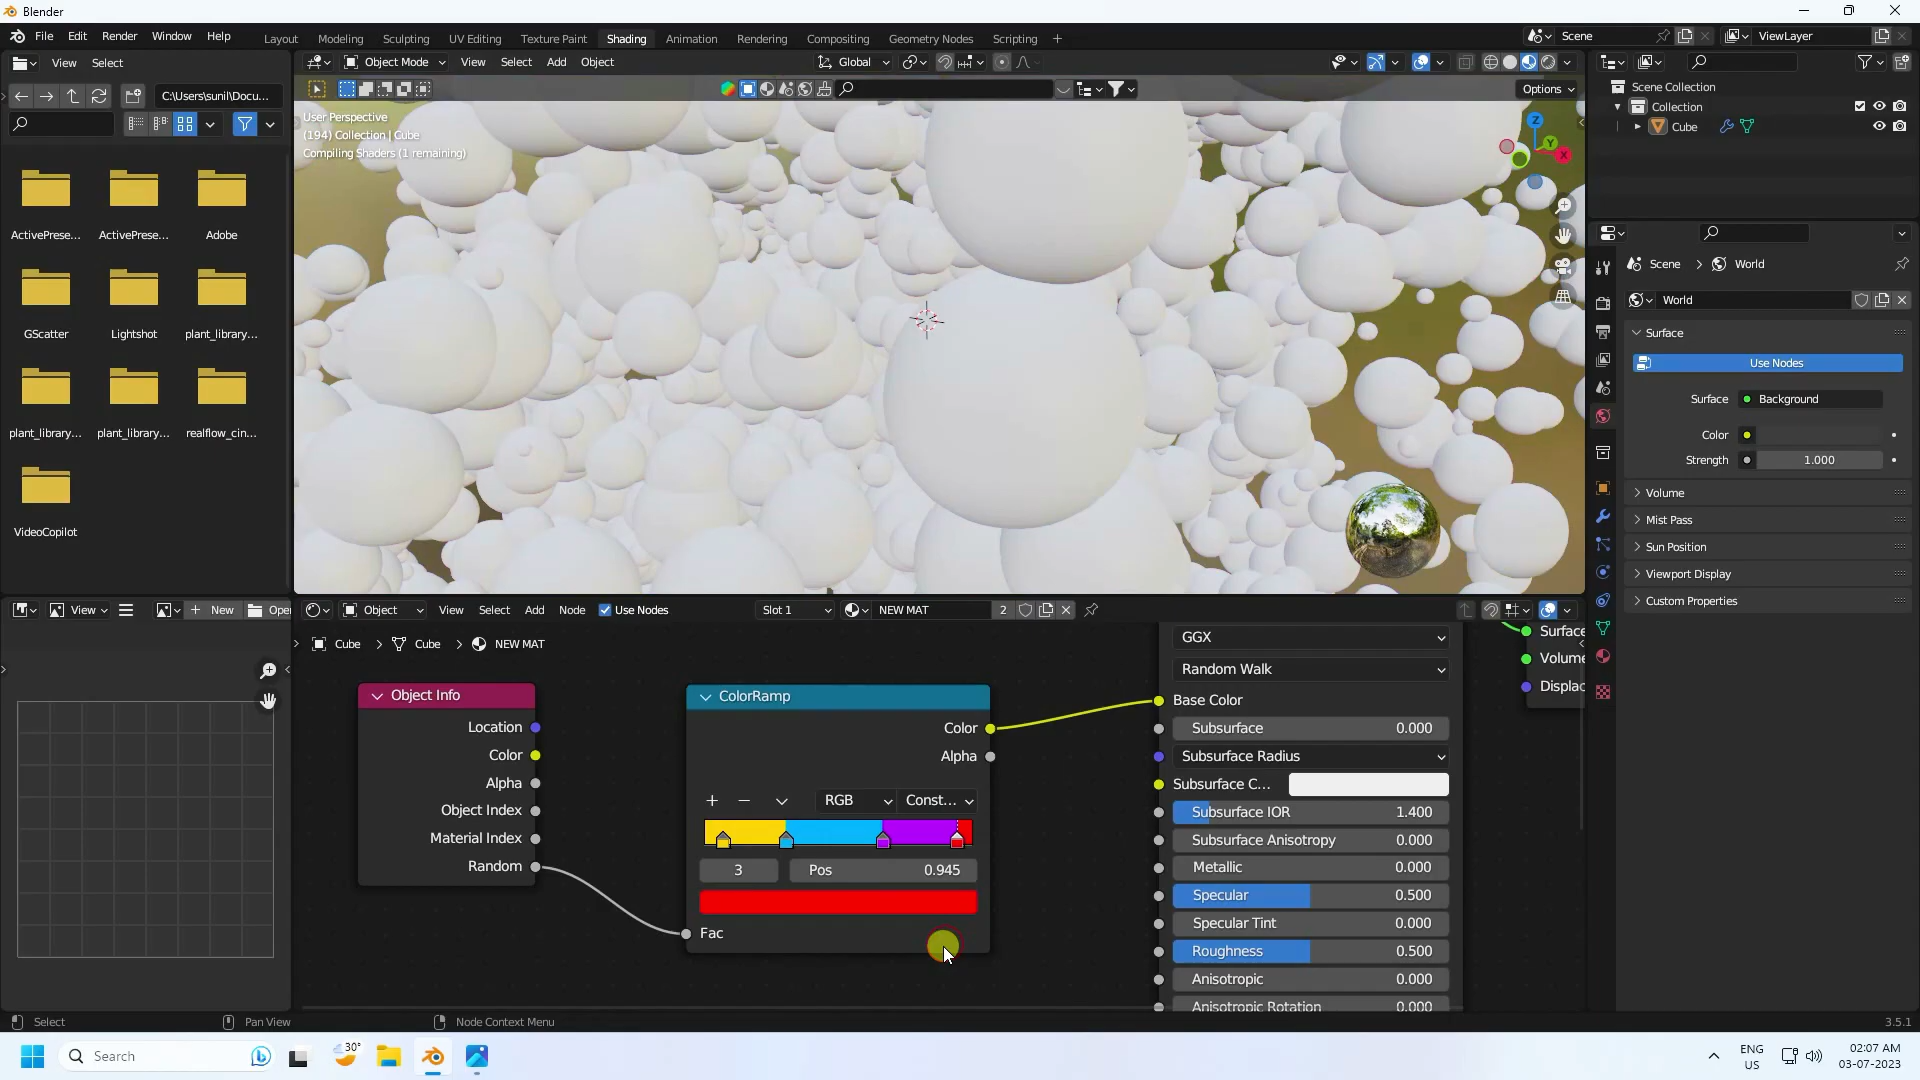 Blender
File Edit Render Window Help
Layout Modeling Sculpting UV Editing Texture Paint Shading Animation Rendering Compositing Geometry Nodes Scripting +
Scene
ViewLayer
View Select
Object Mode View Select Add Object
Global
C:\Users\sunil\Docu...
Options
User Perspective
(194) Collection | Cube
Compiling Shaders (1 remaining)
Z
Y
X
Scene Collection
Collection
Cube
ActivePrese... ActivePrese... Adobe
GScatter Lightshot plant_library...
plant_library... plant_library... realflow_cin...
VideoCopilot
Scene > World
World
Surface
Use Nodes
Surface Background
Color
Strength 1.000
Volume
Mist Pass
Sun Position
Viewport Display
Custom Properties
View
New
Open
Object View Select Add Node Use Nodes
Slot 1
NEW MAT 2
Cube > Cube > NEW MAT
Object Info
Location
Color
Alpha
Object Index
Material Index
Random
ColorRamp
Color
Alpha
+ − RGB Const...
3 Pos 0.945
Fac
GGX
Random Walk
Base Color
Subsurface 0.000
Subsurface Radius
Subsurface C...
Subsurface IOR 1.400
Subsurface Anisotropy 0.000
Metallic 0.000
Specular 0.500
Specular Tint 0.000
Roughness 0.500
Anisotropic 0.000
Anisotropic Rotation 0.000
Surface
Volume
Displac
Select
Pan View
Node Context Menu
3.5.1
Search
30°
ENG
US
02:07 AM
03-07-2023